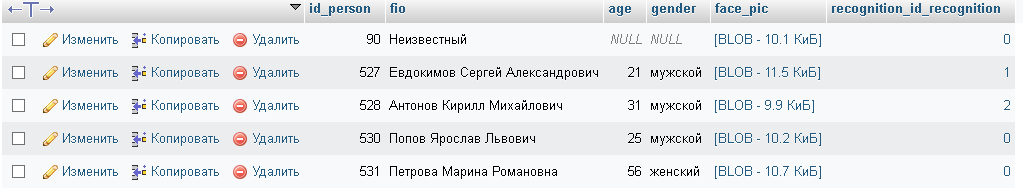 id_person fio age gender face_pic recognition_id_recognition
Изменить Копировать Удалить 90 Неизвестный NULL NULL [BLOB - 10.1 КиБ] 0
Изменить Копировать Удалить 527 Евдокимов Сергей Александрович 21 мужской [BLOB - 11.5 КиБ] 1
Изменить Копировать Удалить 528 Антонов Кирилл Михайлович 31 мужской [BLOB - 9.9 КиБ] 2
Изменить Копировать Удалить 530 Попов Ярослав Львович 25 мужской [BLOB - 10.2 КиБ] 0
Изменить Копировать Удалить 531 Петрова Марина Романовна 56 женский [BLOB - 10.7 КиБ] 0